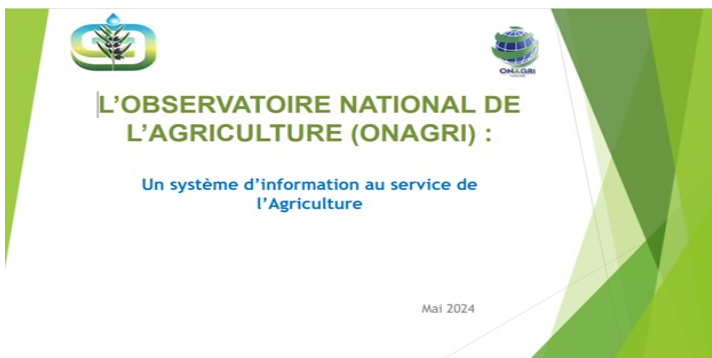 ONAGRI
L’OBSERVATOIRE NATIONAL DE
L’AGRICULTURE (ONAGRI) :
Un système d’information au service de
l’Agriculture
Mai 2024